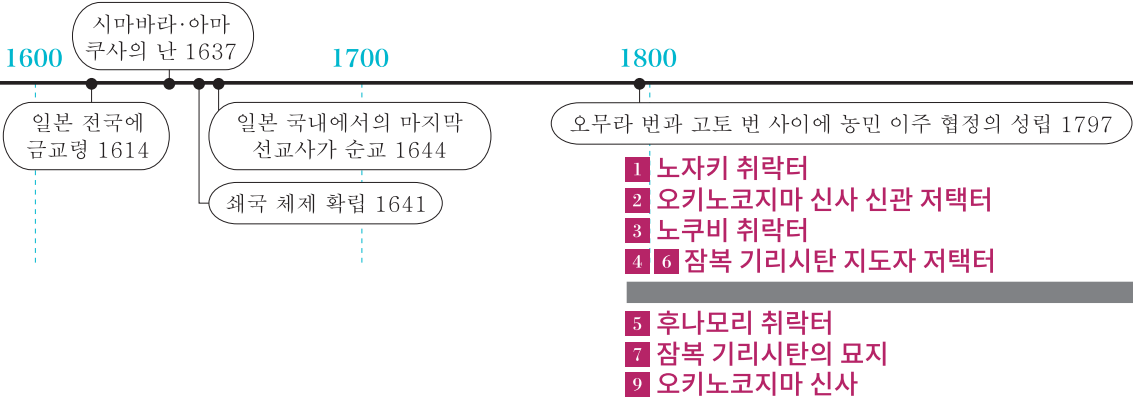 시마바라·아마
쿠사의 난 1637
1600
1700
1800
일본 전국에
금교령 1614
일본 국내에서의 마지막
선교사가 순교 1644
오무라 번과 고토 번 사이에 농민 이주 협정의 성립 1797
쇄국 체제 확립 1641
1 노자키 취락터
2 오키노코지마 신사 신관 저택터
3 노쿠비 취락터
4 6 잠복 기리시탄 지도자 저택터
5 후나모리 취락터
7 잠복 기리시탄의 묘지
9 오키노코지마 신사